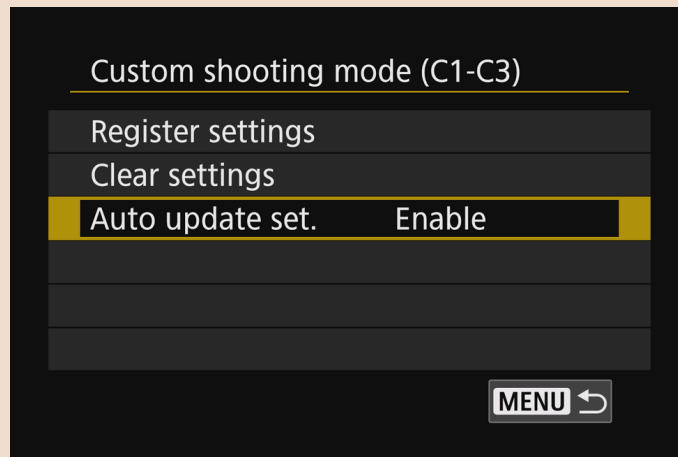 Custom shooting mode (C1-C3)
Register settings
Clear settings
Auto update set. Enable
MENU